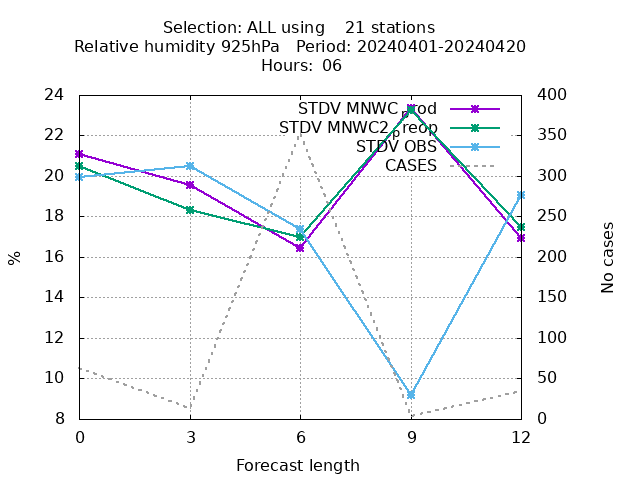 Selection: ALL using 21 stations
Relative humidity 925hPa Period: 20240401-20240420
Hours: 06
24
22
20
18
16
14
12
10
8
400
350
300
250
200
150
100
50
0
STDV MNWC_prod
STDV MNWC2_preop
STDV OBS
CASES
%
No cases
0 3 6 9 12
Forecast length